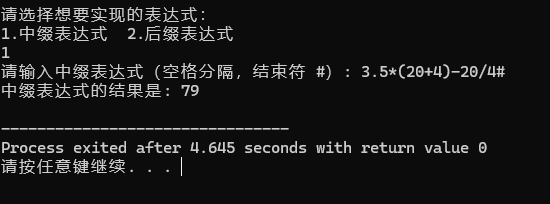 请选择想要实现的表达式:
1.中缀表达式  2.后缀表达式
1
请输入中缀表达式 (空格分隔, 结束符 #) : 3.5*(20+4)-20/4#
中缀表达式的结果是: 79
--------------------------------
Process exited after 4.645 seconds with return value 0
请按任意键继续. . .